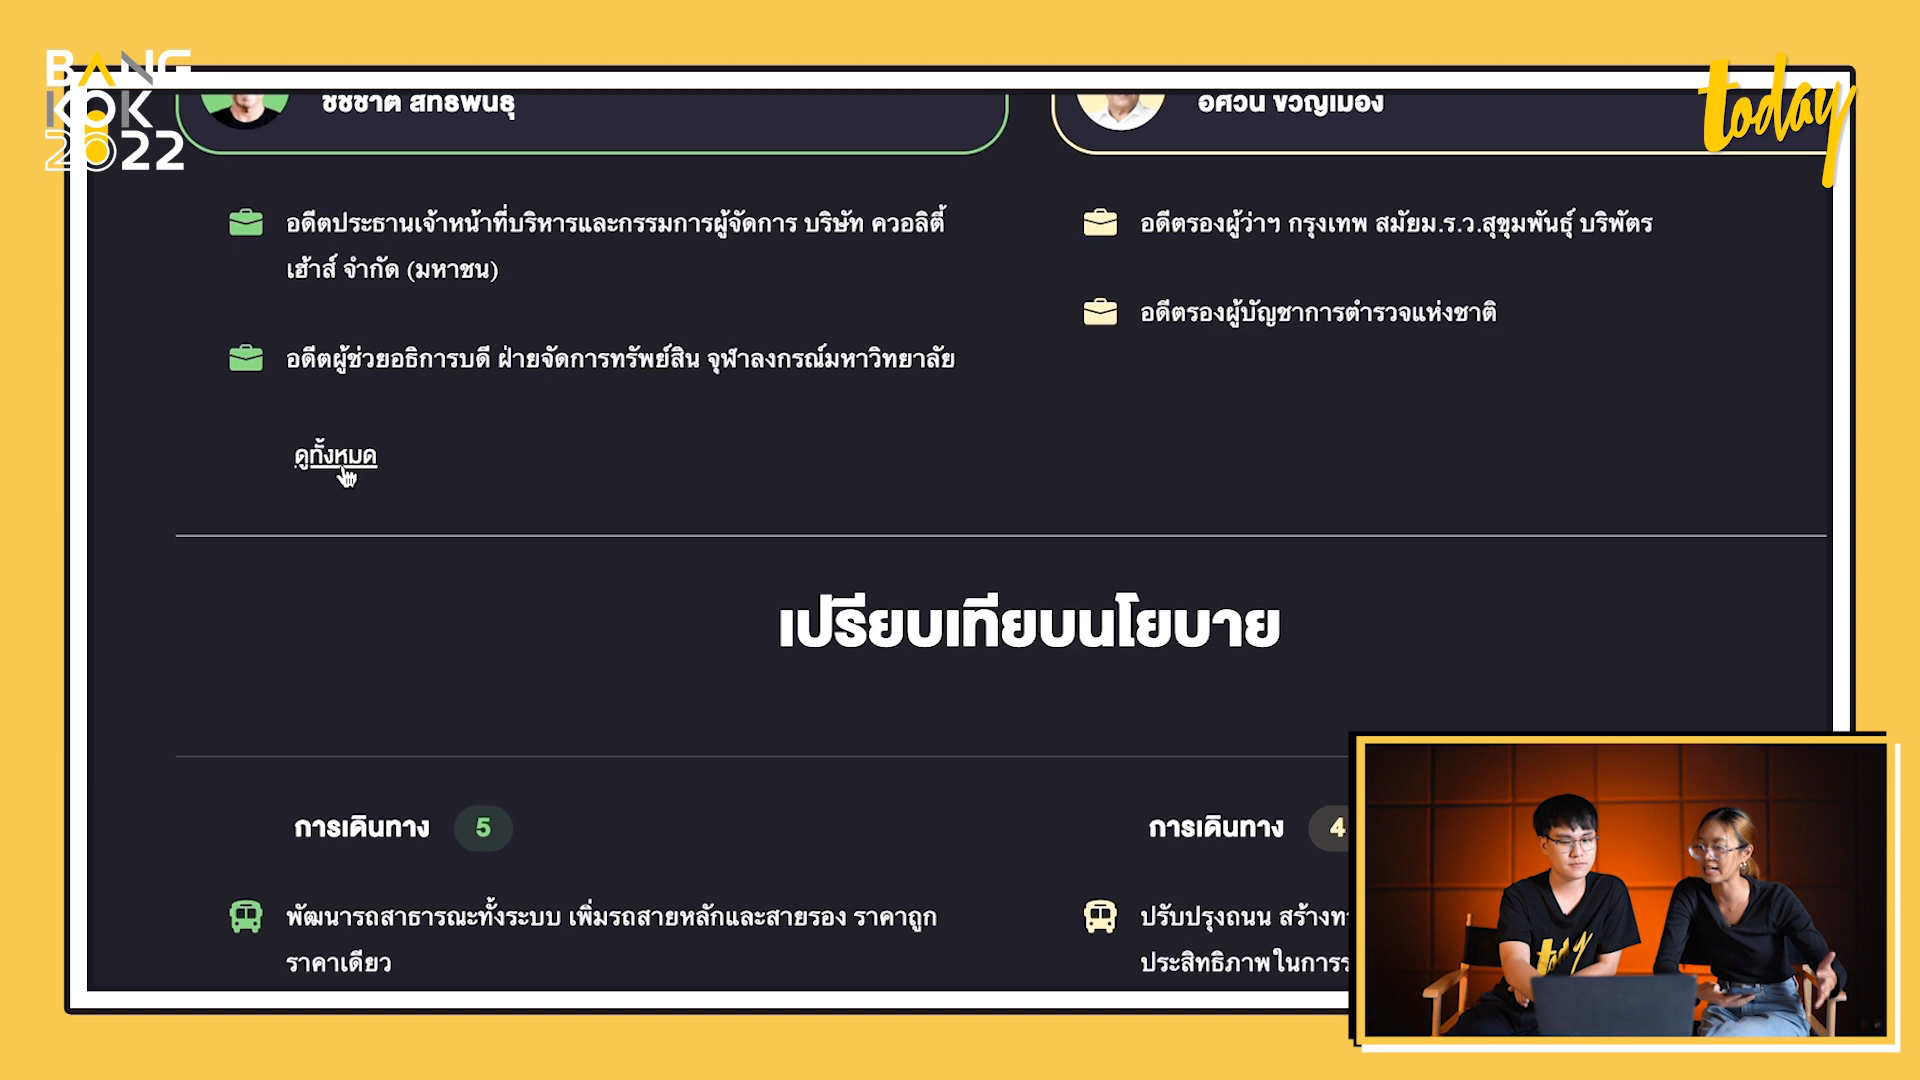 BANG
KOK
2022
today
ชัชชาติ สิทธิพันธุ์
อัศวิน ขวัญเมือง
อดีตประธานเจ้าหน้าที่บริหารและกรรมการผู้จัดการ บริษัท ควอลิตี้
เฮ้าส์ จำกัด (มหาชน)
อดีตผู้ช่วยอธิการบดี ฝ่ายจัดการทรัพย์สิน จุฬาลงกรณ์มหาวิทยาลัย
ดูทั้งหมด
อดีตรองผู้ว่าฯ กรุงเทพ สมัยม.ร.ว.สุขุมพันธุ์ บริพัตร
อดีตรองผู้บัญชาการตำรวจแห่งชาติ
เปรียบเทียบนโยบาย
การเดินทาง 5
พัฒนารถสาธารณะทั้งระบบ เพิ่มรถสายหลักและสายรอง ราคาถูก
ราคาเดียว
การเดินทาง 4
ปรับปรุงถนน สร้าง
ประสิทธิภาพในการ
today